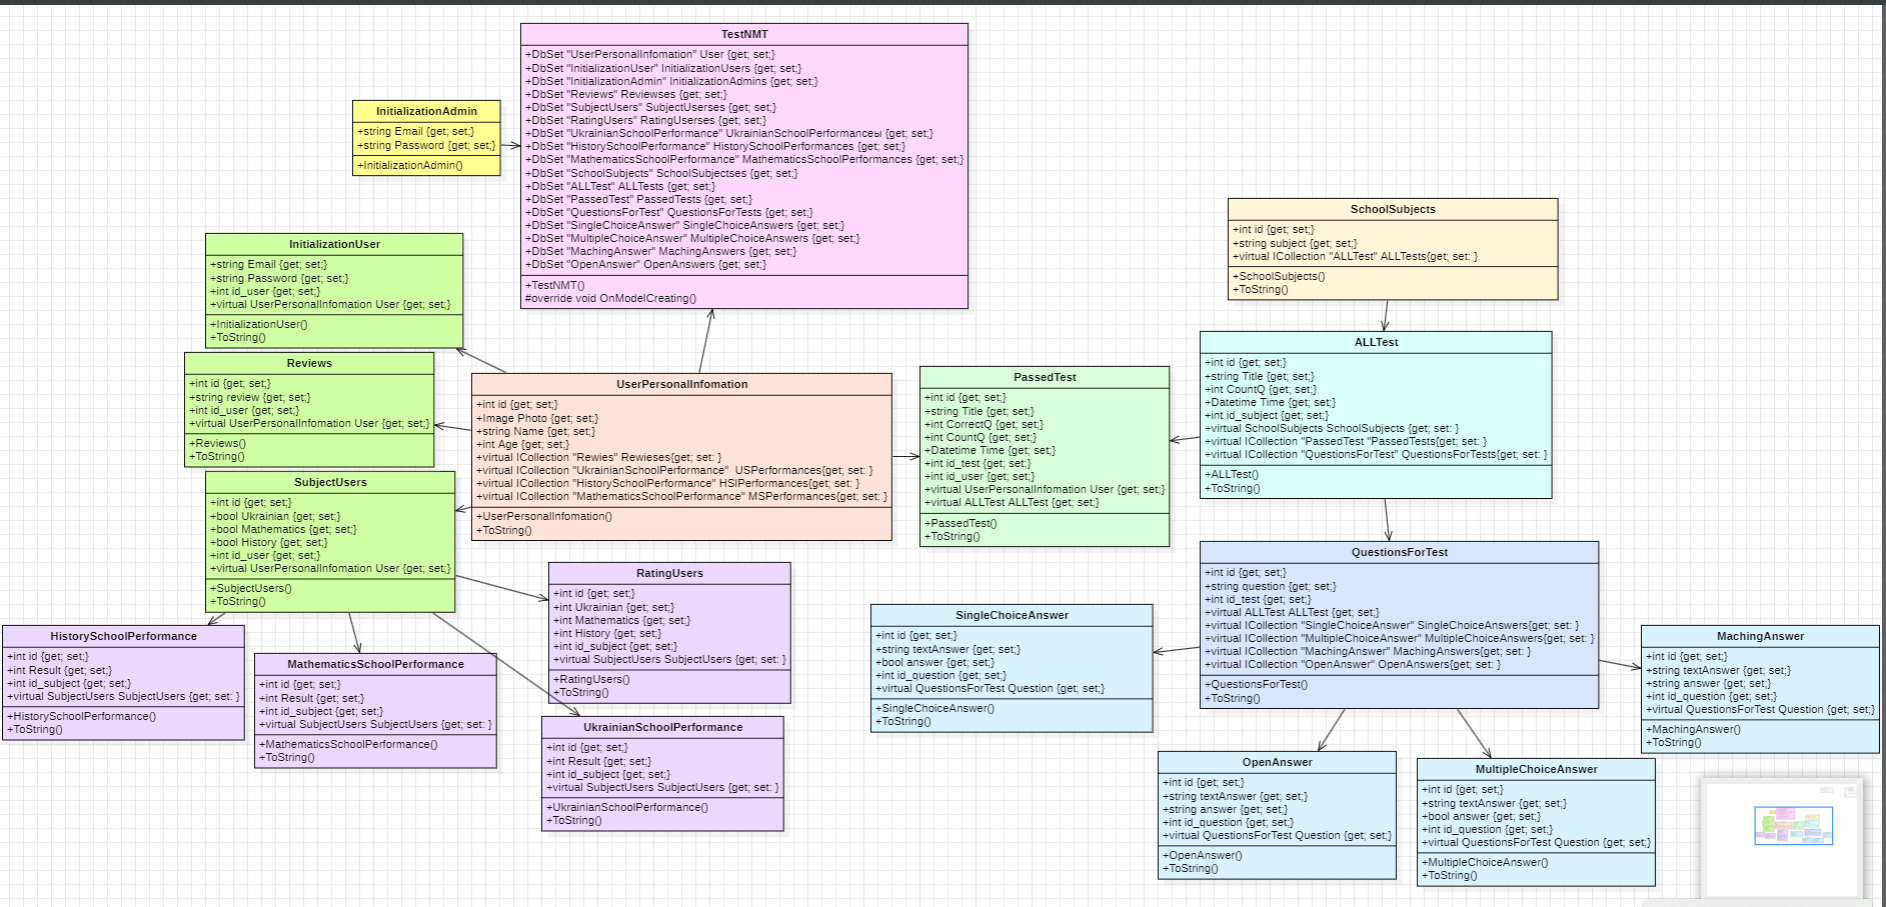 TestNMT
+DbSet "UserPersonalInfomation" User {get; set;}
+DbSet "InitializationUser" InitializationUsers {get; set;}
+DbSet "InitializationAdmin" InitializationAdmins {get; set;}
+DbSet "Reviews" Reviewses {get; set;}
+DbSet "SubjectUsers" SubjectUserses {get; set;}
+DbSet "RatingUsers" RatingUserses {get; set;}
+DbSet "UkrainianSchoolPerformance" UkrainianSchoolPerformanceы {get; set;}
+DbSet "HistorySchoolPerformance" HistorySchoolPerformances {get; set;}
+DbSet "MathematicsSchoolPerformance" MathematicsSchoolPerformances {get; set;}
+DbSet "SchoolSubjects" SchoolSubjectses {get; set;}
+DbSet "ALLTest" ALLTests {get; set;}
+DbSet "PassedTest" PassedTests {get; set;}
+DbSet "QuestionsForTest" QuestionsForTests {get; set;}
+DbSet "SingleChoiceAnswer" SingleChoiceAnswers {get; set;}
+DbSet "MultipleChoiceAnswer" MultipleChoiceAnswers {get; set;}
+DbSet "MachingAnswer" MachingAnswers {get; set;}
+DbSet "OpenAnswer" OpenAnswers {get; set;}
+TestNMT()
#override void OnModelCreating()
InitializationAdmin
+string Email {get; set;}
+string Password {get; set;}
+InitializationAdmin()
InitializationUser
+string Email {get; set;}
+string Password {get; set;}
+int id_user {get; set;}
+virtual UserPersonalInfomation User {get; set;}
+InitializationUser()
+ToString()
Reviews
+int id {get; set;}
+string review {get; set;}
+int id_user {get; set;}
+virtual UserPersonalInfomation User {get; set;}
+Reviews()
+ToString()
SubjectUsers
+int id {get; set;}
+bool Ukrainian {get; set;}
+bool Mathematics {get; set;}
+bool History {get; set;}
+int id_user {get; set;}
+virtual UserPersonalInfomation User {get; set;}
+SubjectUsers()
+ToString()
UserPersonalInfomation
+int id {get; set;}
+Image Photo {get; set;}
+string Name {get; set;}
+int Age {get; set;}
+virtual ICollection "Rewies" Rewieses{get; set: }
+virtual ICollection "UkrainianSchoolPerformance" USPerformances{get; set: }
+virtual ICollection "HistorySchoolPerformance" HSIPerformances{get; set: }
+virtual ICollection "MathematicsSchoolPerformance" MSPerformances{get; set: }
+UserPersonalInfomation()
+ToString()
PassedTest
+int id {get; set;}
+string Title {get; set;}
+int CorrectQ {get; set;}
+int CountQ {get; set;}
+Datetime Time {get; set;}
+int id_test {get; set;}
+int id_user {get; set;}
+virtual UserPersonalInfomation User {get; set;}
+virtual ALLTest ALLTest {get; set;}
+PassedTest()
+ToString()
SchoolSubjects
+int id {get; set;}
+string subject {get; set;}
+virtual ICollection "ALLTest" ALLTests{get; set: }
+SchoolSubjects()
+ToString()
ALLTest
+int id {get; set;}
+string Title {get; set;}
+int CountQ {get; set;}
+Datetime Time {get; set;}
+int id_subject {get; set;}
+virtual SchoolSubjects SchoolSubjects {get; set: }
+virtual ICollection "PassedTest "PassedTests{get; set: }
+virtual ICollection "QuestionsForTest" QuestionsForTests{get; set: }
+ALLTest()
+ToString()
QuestionsForTest
+int id {get; set;}
+string question {get; set;}
+int id_test {get; set;}
+virtual ALLTest ALLTest {get; set;}
+virtual ICollection "SingleChoiceAnswer" SingleChoiceAnswers{get; set: }
+virtual ICollection "MultipleChoiceAnswer" MultipleChoiceAnswers{get; set: }
+virtual ICollection "MachingAnswer" MachingAnswers{get; set: }
+virtual ICollection "OpenAnswer" OpenAnswers{get; set: }
+QuestionsForTest()
+ToString()
RatingUsers
+int id {get; set;}
+int Ukrainian {get; set;}
+int Mathematics {get; set;}
+int History {get; set;}
+int id_subject {get; set;}
+virtual SubjectUsers SubjectUsers {get; set: }
+RatingUsers()
+ToString()
SingleChoiceAnswer
+int id {get; set;}
+string textAnswer {get; set;}
+bool answer {get; set;}
+int id_question {get; set;}
+virtual QuestionsForTest Question {get; set;}
+SingleChoiceAnswer()
+ToString()
HistorySchoolPerformance
+int id {get; set;}
+int Result {get; set;}
+int id_subject {get; set;}
+virtual SubjectUsers SubjectUsers {get; set: }
+HistorySchoolPerformance()
+ToString()
MathematicsSchoolPerformance
+int id {get; set;}
+int Result {get; set;}
+int id_subject {get; set;}
+virtual SubjectUsers SubjectUsers {get; set: }
+MathematicsSchoolPerformance()
+ToString()
UkrainianSchoolPerformance
+int id {get; set;}
+int Result {get; set;}
+int id_subject {get; set;}
+virtual SubjectUsers SubjectUsers {get; set: }
+UkrainianSchoolPerformance()
+ToString()
MachingAnswer
+int id {get; set;}
+string textAnswer {get; set;}
+string answer {get; set;}
+int id_question {get; set;}
+virtual QuestionsForTest Question {get; set;}
+MachingAnswer()
+ToString()
OpenAnswer
+int id {get; set;}
+string textAnswer {get; set;}
+string answer {get; set;}
+int id_question {get; set;}
+virtual QuestionsForTest Question {get; set;}
+OpenAnswer()
+ToString()
MultipleChoiceAnswer
+int id {get; set;}
+string textAnswer {get; set;}
+bool answer {get; set;}
+int id_question {get; set;}
+virtual QuestionsForTest Question {get; set;}
+MultipleChoiceAnswer()
+ToString()